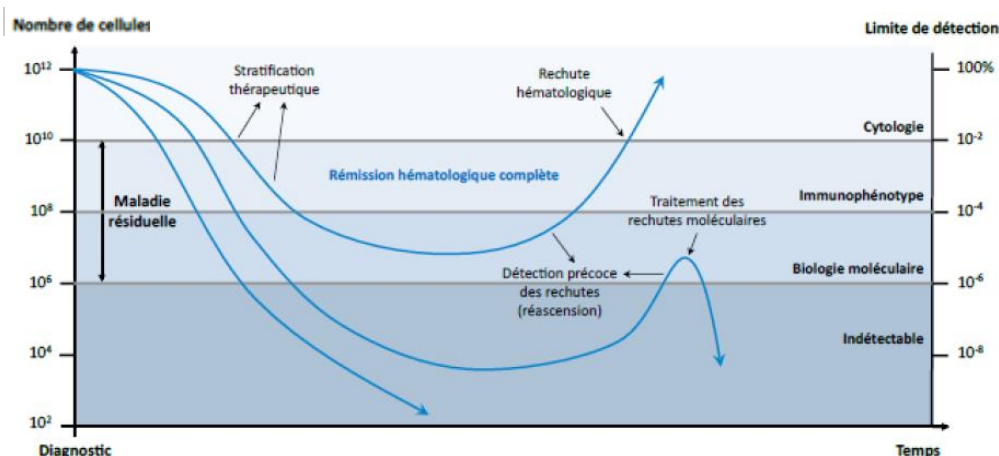 Nombre de cellules
Limite de détection
10¹²
Stratification
thérapeutique
Rechute
hématologique
100%
Cytologie
10¹⁰
10⁻²
Rémission hématologique complète
Maladie
résiduelle
Immunophénotype
Traitement des
rechutes moléculaires
10⁸
10⁻⁴
Détection précoce
des rechutes
(réascension)
Biologie moléculaire
10⁶
10⁻⁶
Indétectable
10⁴
10⁻⁸
10²
Diagnostic
Temps